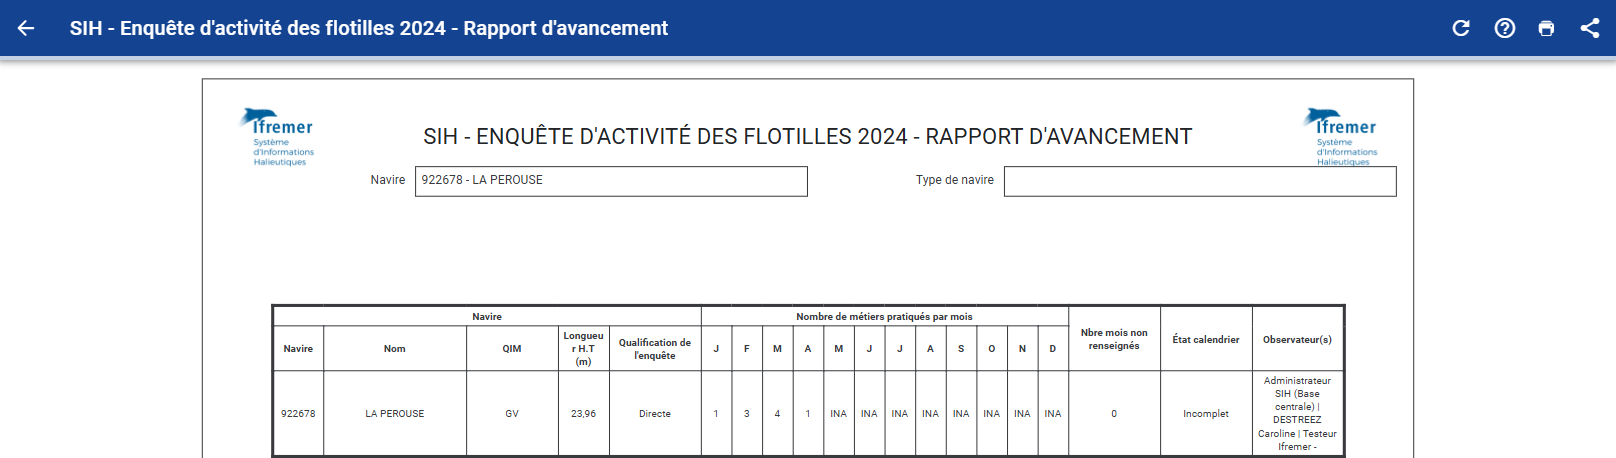 SIH - Enquête d'activité des flotilles 2024 - Rapport d'avancement
Ifremer
Système
d'Informations
Halieutiques
SIH - ENQUÊTE D'ACTIVITÉ DES FLOTILLES 2024 - RAPPORT D'AVANCEMENT
Ifremer
Système
d'Informations
Halieutiques
Navire 922678 - LA PEROUSE Type de navire
Navire Nombre de métiers pratiqués par mois Nbre mois non
renseignés État calendrier Observateur(s)
Navire Nom QIM Longueu
r H.T
(m) Qualification de
l'enquête J F M A M J J A S O N D
922678 LA PEROUSE GV 23,96 Directe 1 3 4 1 INA INA INA INA INA INA INA INA 0 Incomplet Administrateur
SIH (Base
centrale) |
DESTREEZ
Caroline | Testeur
Ifremer -